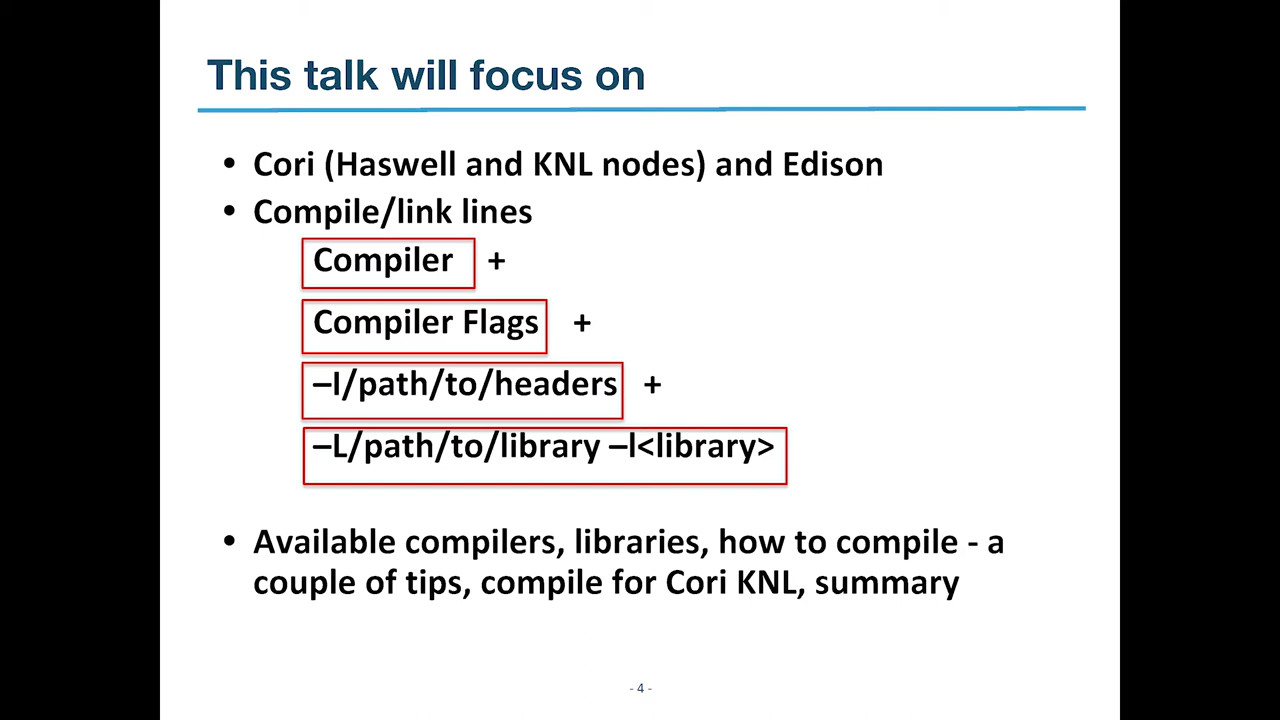 This talk will focus on
• Cori (Haswell and KNL nodes) and Edison
• Compile/link lines
Compiler +
Compiler Flags +
–I/path/to/headers +
–L/path/to/library –l<library>
• Available compilers, libraries, how to compile - a
couple of tips, compile for Cori KNL, summary
- 4 -